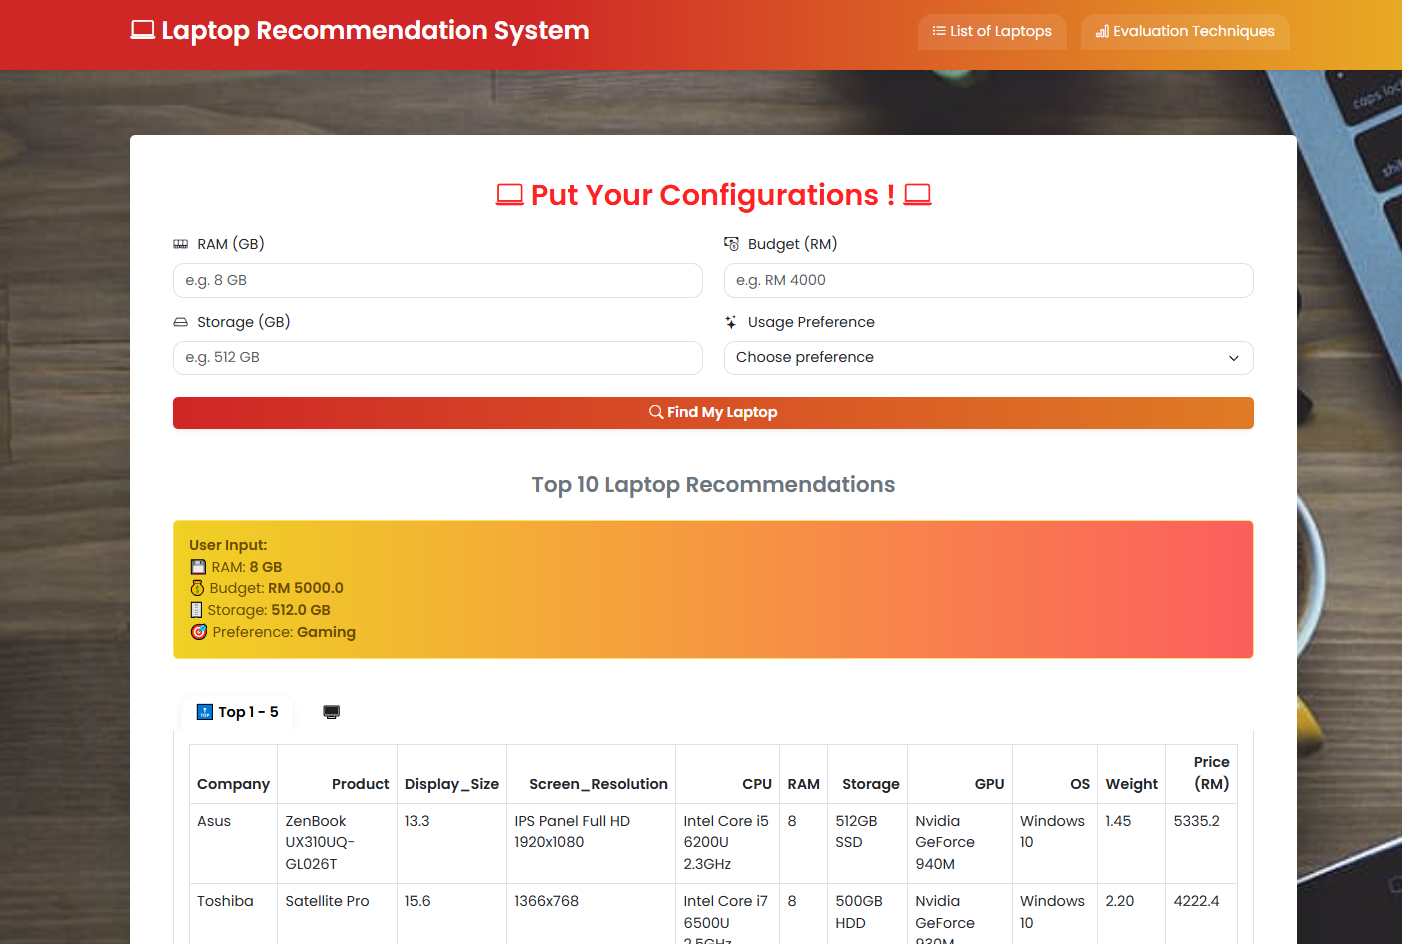 Laptop Recommendation System
List of Laptops
Evaluation Techniques
caps loc
Put Your Configurations !
RAM (GB)
Budget (RM)
e.g. 8 GB
e.g. RM 4000
Storage (GB)
Usage Preference
e.g. 512 GB
Choose preference
Find My Laptop
Top 10 Laptop Recommendations
User Input:
RAM: 8 GB
Budget: RM 5000.0
Storage: 512.0 GB
Preference: Gaming
TOP Top 1 - 5
Company Product Display_Size Screen_Resolution CPU RAM Storage GPU OS Weight Price (RM)
Asus ZenBook UX310UQ-GL026T 13.3 IPS Panel Full HD 1920x1080 Intel Core i5 6200U 2.3GHz 8 512GB SSD Nvidia GeForce 940M Windows 10 1.45 5335.2
Toshiba Satellite Pro 15.6 1366x768 Intel Core i7 6500U 2.5GHz 8 500GB HDD Nvidia GeForce 930M Windows 10 2.20 4222.4